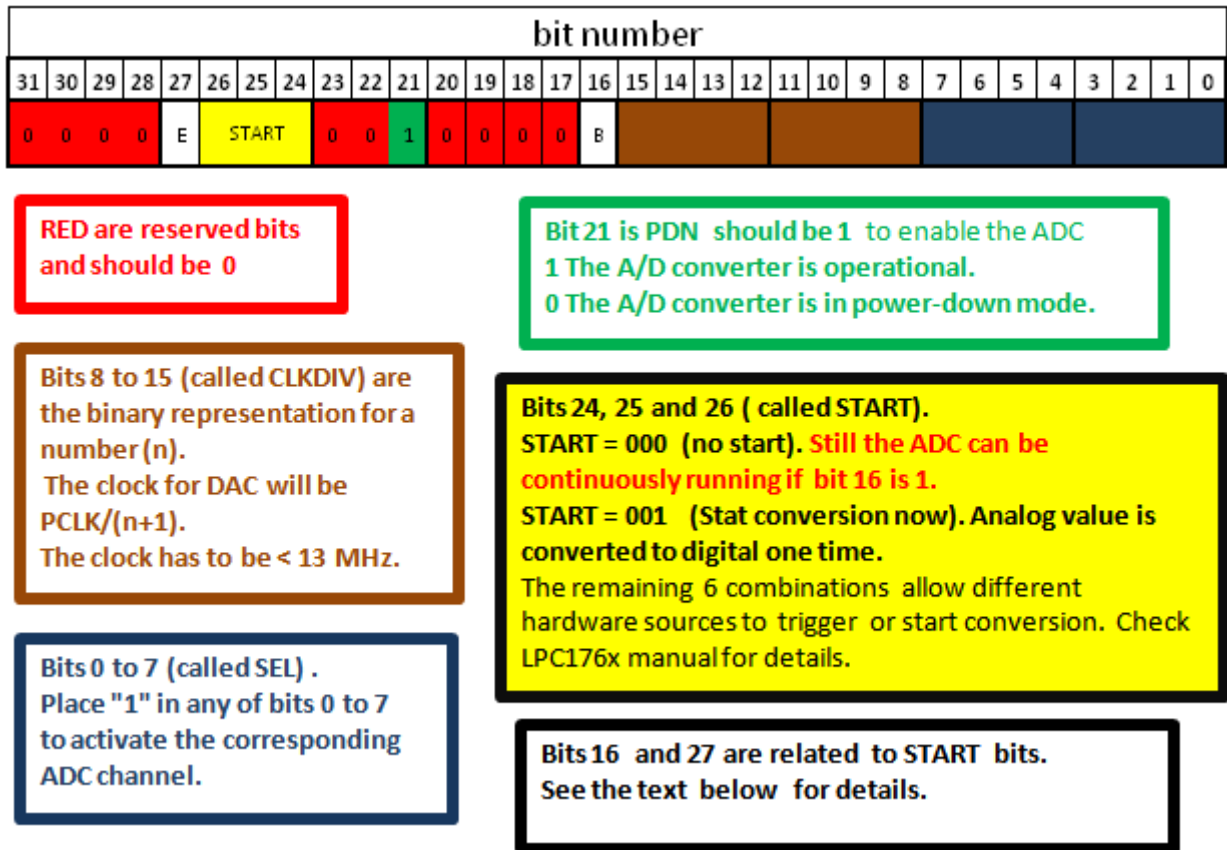 bit number
31 30 29 28 27 26 25 24 23 22 21 20 19 18 17 16 15 14 13 12 11 10 9 8 7 6 5 4 3 2 1 0
0 0 0 0 E START 0 0 1 0 0 0 0 B
RED are reserved bits
and should be 0
Bit 21 is PDN should be 1 to enable the ADC
1 The A/D converter is operational.
0 The A/D converter is in power-down mode.
Bits 8 to 15 (called CLKDIV) are
the binary representation for a
number (n).
The clock for DAC will be
PCLK/(n+1).
The clock has to be < 13 MHz.
Bits 24, 25 and 26 ( called START).
START = 000 (no start). Still the ADC can be
continuously running if bit 16 is 1.
START = 001 (Stat conversion now). Analog value is
converted to digital one time.
The remaining 6 combinations allow different
hardware sources to trigger or start conversion. Check
LPC176x manual for details.
Bits 0 to 7 (called SEL) .
Place "1" in any of bits 0 to 7
to activate the corresponding
ADC channel.
Bits 16 and 27 are related to START bits.
See the text below for details.